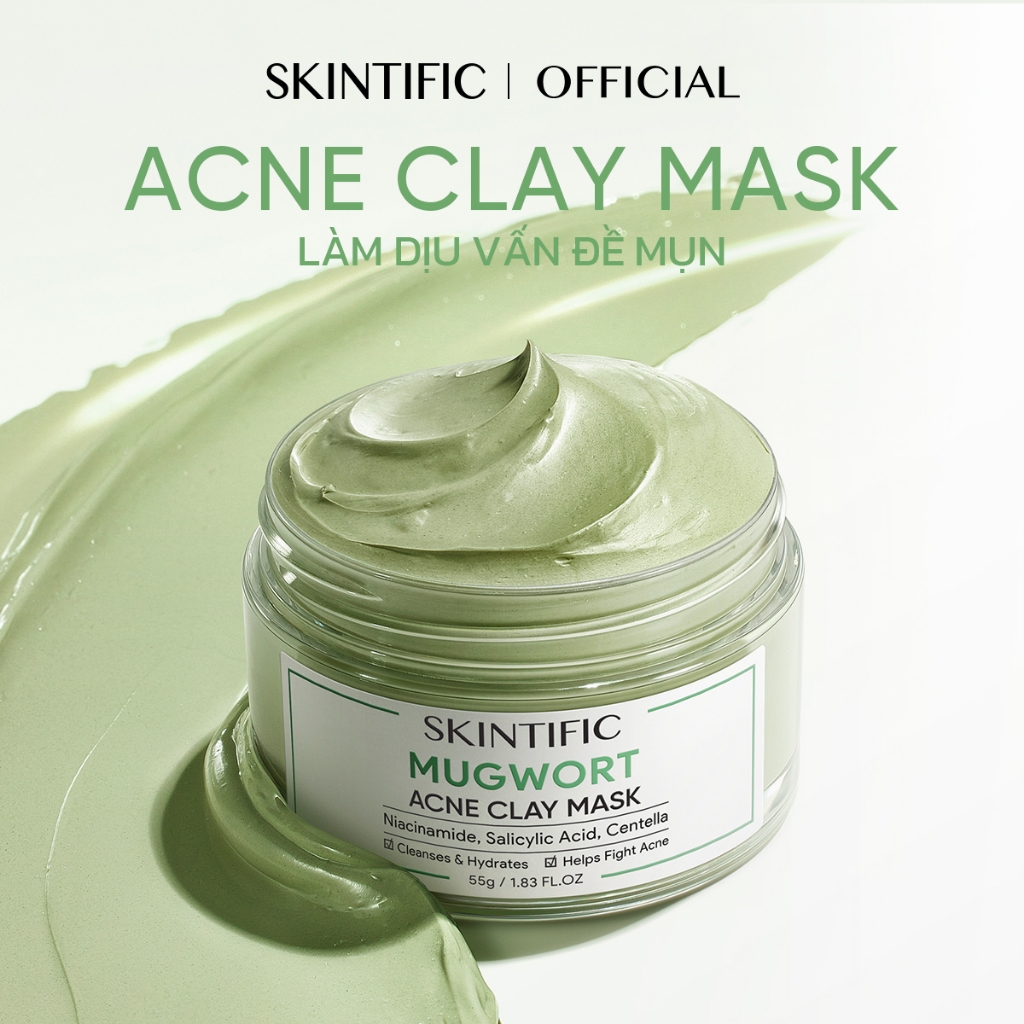 SKINTIFIC | OFFICIAL
ACNE CLAY MASK
LÀM DỊU VẤN ĐỀ MỤN
SKINTIFIC
MUGWORT
ACNE CLAY MASK
Niacinamide, Salicylic Acid, Centella
☑ Cleanses & Hydrates ☑ Helps Fight Acne
55g / 1.83 FL.OZ